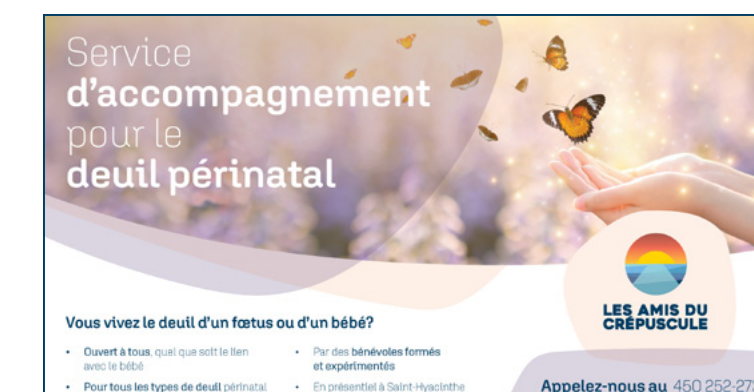 Service
d'accompagnement
pour le
deuil périnatal
LES AMIS DU
CRÉPUSCULE
Vous vivez le deuil d'un fœtus ou d'un bébé?
• Ouvert à tous, quel que soit le lien
avec le bébé
• Pour tous les types de deuil périnatal
• Par des bénévoles formés
et expérimentés
• En présentiel à Saint-Hyacinthe
Appelez-nous au 450 252-27